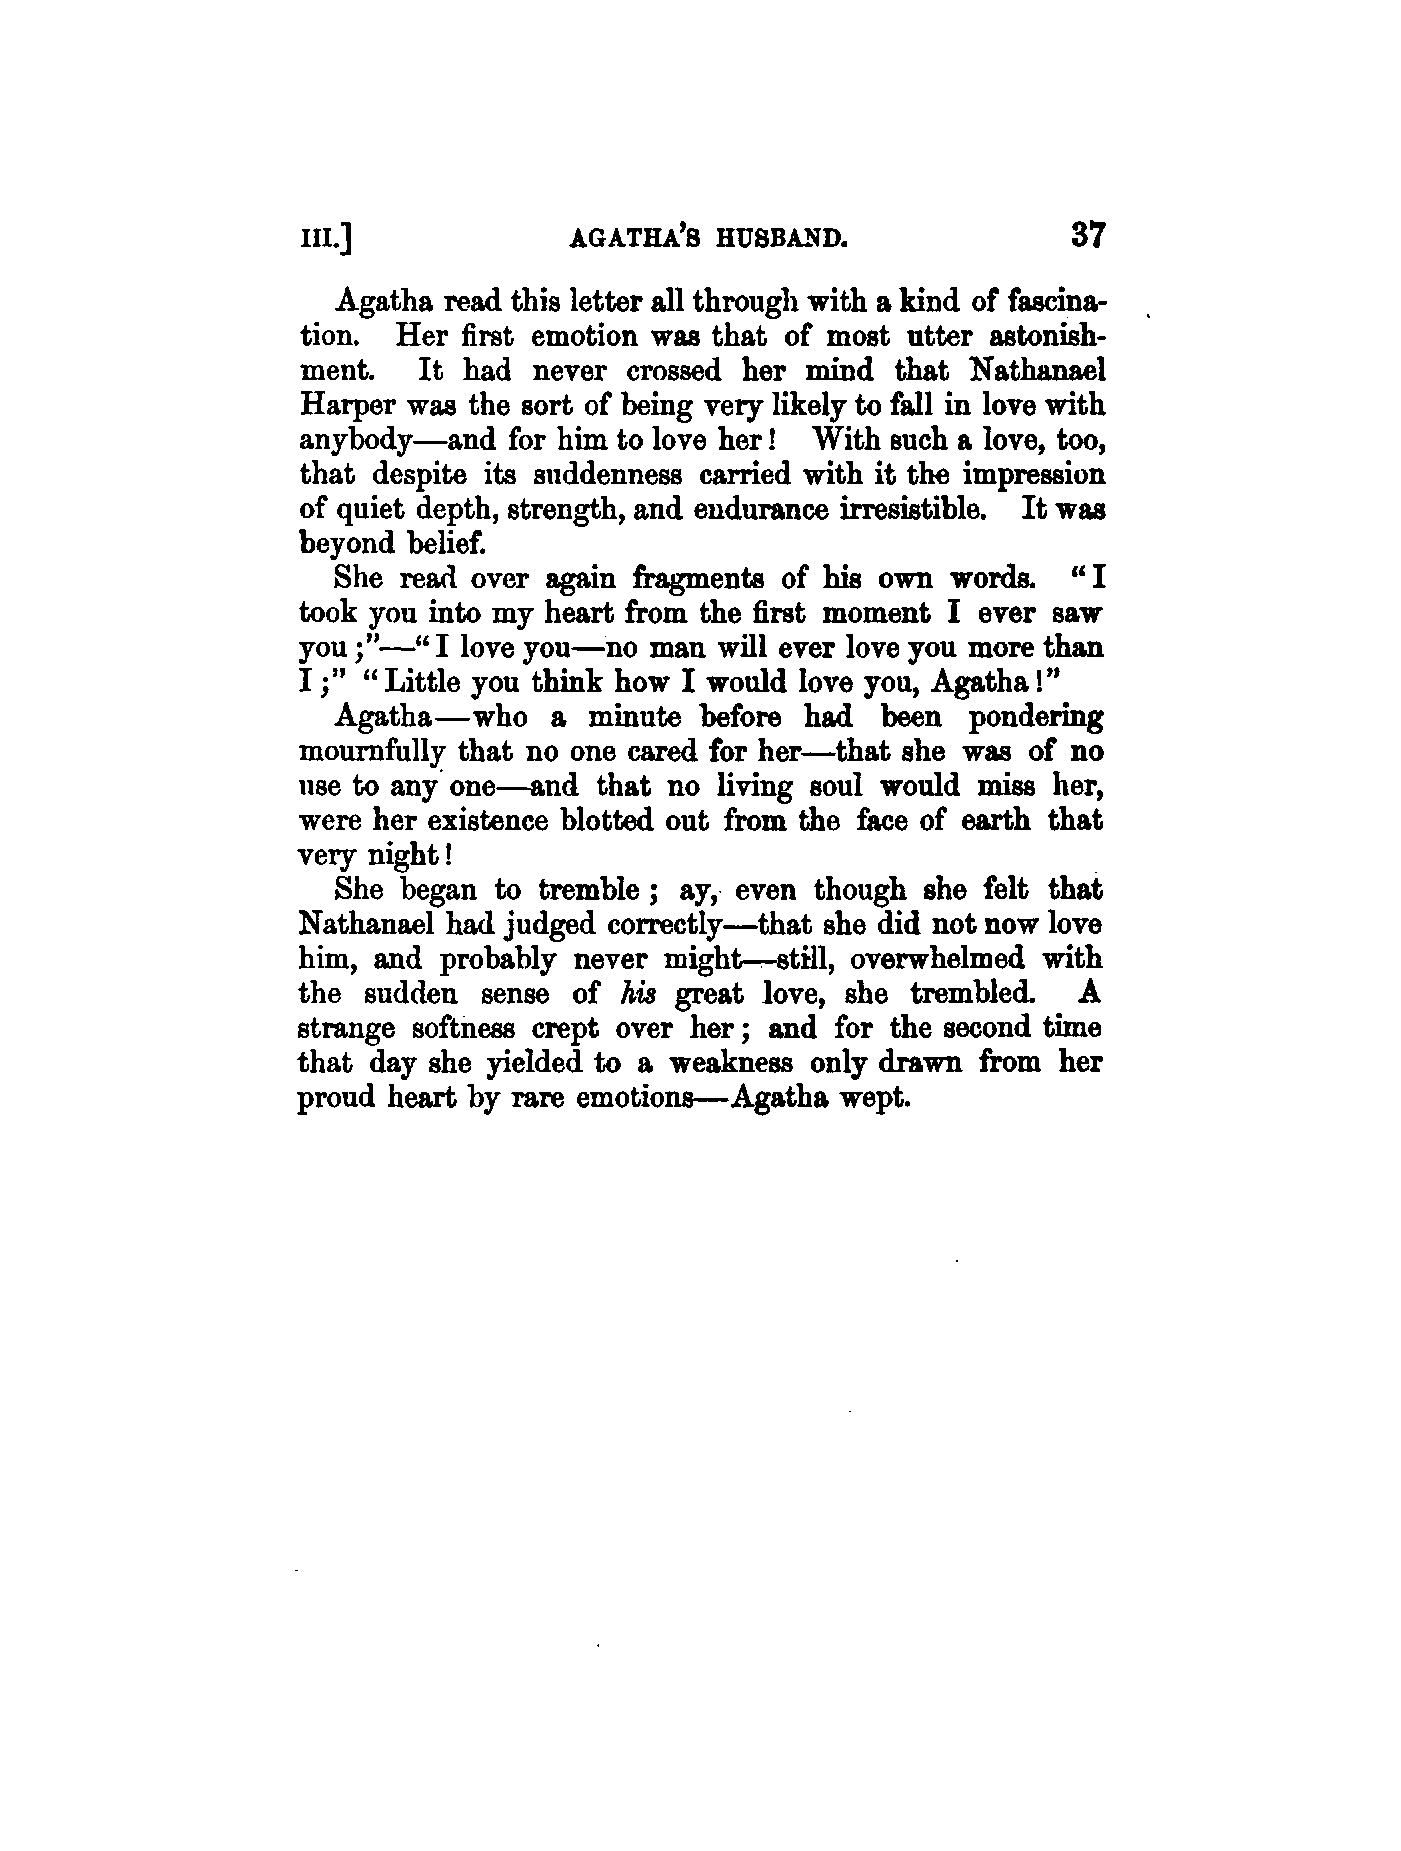 III.] AGATHA'S HUSBAND. 37
Agatha read this letter all through with a kind of fascina-
tion. Her first emotion was that of most utter astonish-
ment. It had never crossed her mind that Nathanael
Harper was the sort of being very likely to fall in love with
anybody—and for him to love her! With such a love, too,
that despite its suddenness carried with it the impression
of quiet depth, strength, and endurance irresistible. It was
beyond belief.
She read over again fragments of his own words. "I
took you into my heart from the first moment I ever saw
you;"—"I love you—no man will ever love you more than
I;" "Little you think how I would love you, Agatha!"
Agatha—who a minute before had been pondering
mournfully that no one cared for her—that she was of no
use to any one—and that no living soul would miss her,
were her existence blotted out from the face of earth that
very night!
She began to tremble; ay, even though she felt that
Nathanael had judged correctly—that she did not now love
him, and probably never might—still, overwhelmed with
the sudden sense of his great love, she trembled. A
strange softness crept over her; and for the second time
that day she yielded to a weakness only drawn from her
proud heart by rare emotions—Agatha wept.